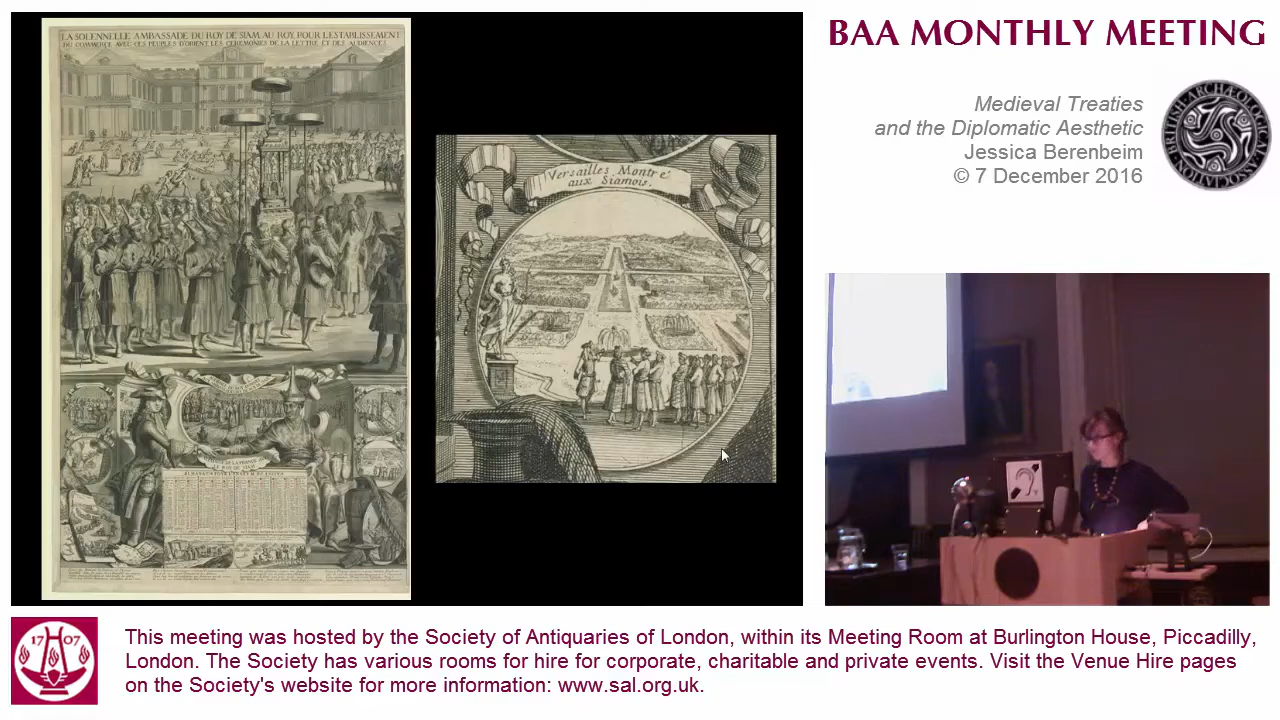 LA SOLENNELLE AMBASSADE DU ROY DE SIAM AU ROY POUR L'ESTABLISSEMENT
DU COMMERCE AVEC CES PEUPLES D'ORIENT, LES CEREMONIES DE LA LETTRE ET DES AUDIENCES.
Versailles Montré
aux Siamois.
BAA MONTHLY MEETING
Medieval Treaties
and the Diplomatic Aesthetic
Jessica Berenbeim
© 7 December 2016
BRITISH · ARCHÆOLOGICAL · ASSOCIATION
17 07
This meeting was hosted by the Society of Antiquaries of London, within its Meeting Room at Burlington House, Piccadilly,
London. The Society has various rooms for hire for corporate, charitable and private events. Visit the Venue Hire pages
on the Society's website for more information: www.sal.org.uk.